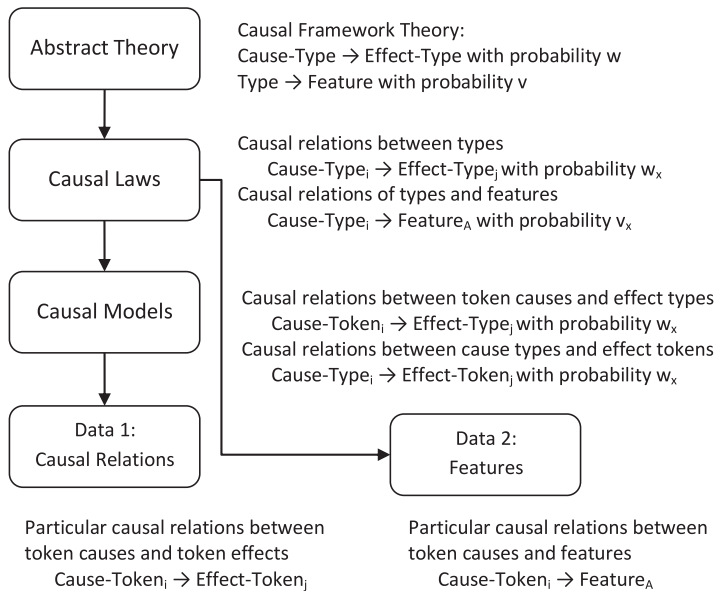 Abstract Theory
Causal Framework Theory:
Cause-Type → Effect-Type with probability w
Type → Feature with probability v
Causal Laws
Causal relations between types
Cause-Typeᵢ → Effect-Typeⱼ with probability wₓ
Causal relations of types and features
Cause-Typeᵢ → Feature_A with probability vₓ
Causal Models
Causal relations between token causes and effect types
Cause-Tokenᵢ → Effect-Typeⱼ with probability wₓ
Causal relations between cause types and effect tokens
Cause-Typeᵢ → Effect-Tokenⱼ with probability wₓ
Data 1:
Causal Relations
Data 2:
Features
Particular causal relations between
token causes and token effects
Cause-Tokenᵢ → Effect-Tokenⱼ
Particular causal relations between
token causes and features
Cause-Tokenᵢ → Feature_A